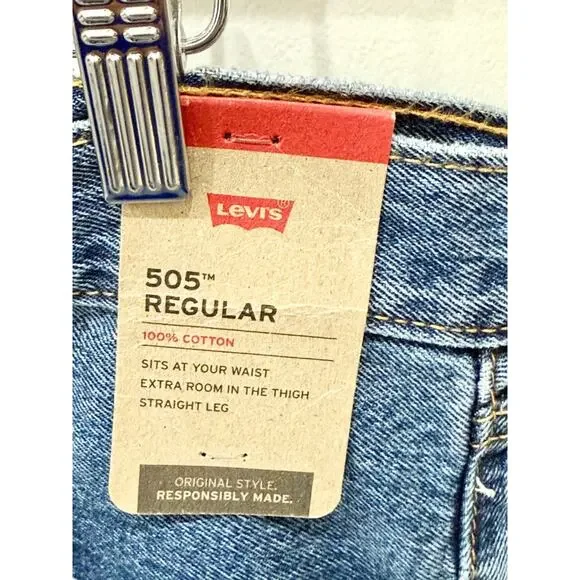 Levi's®
505™
REGULAR
100% COTTON
SITS AT YOUR WAIST
EXTRA ROOM IN THE THIGH
STRAIGHT LEG
ORIGINAL STYLE.
RESPONSIBLY MADE.